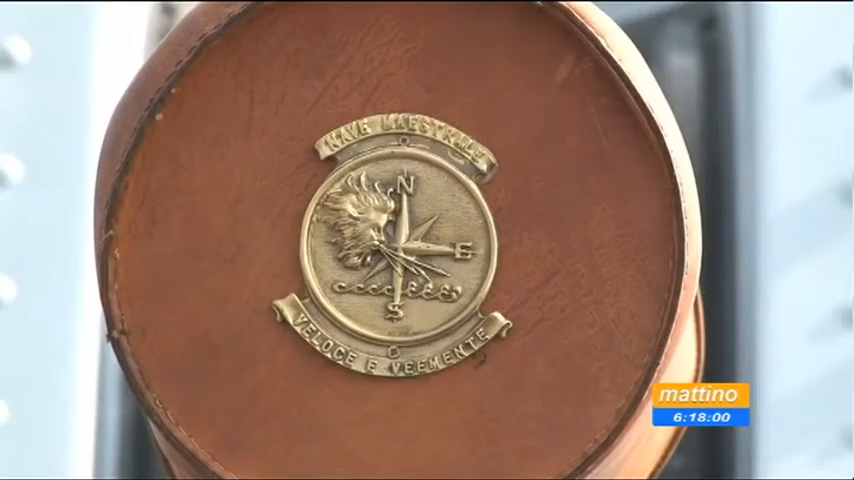 NAVE MAESTRALE
N
E
S
VELOCE E VEEMENTE
mattino
6:18:00